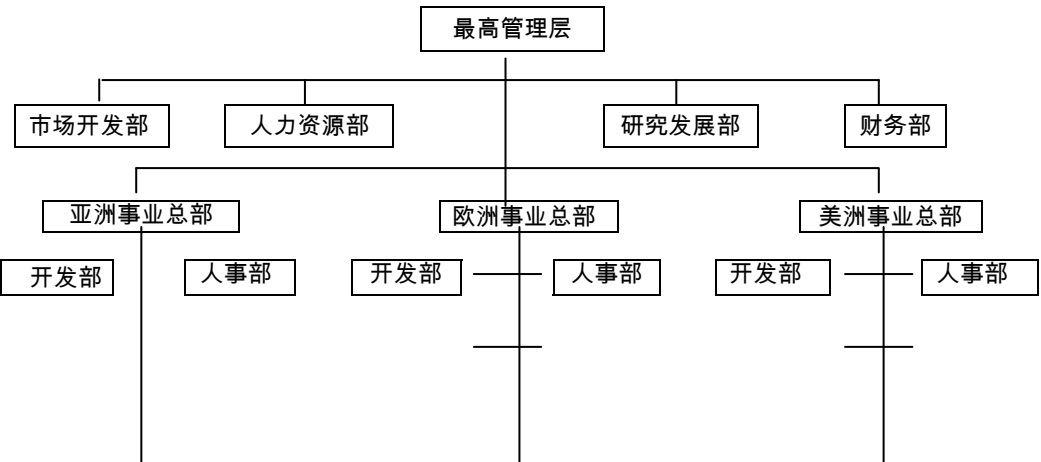 最高管理层
市场开发部 人力资源部 研究发展部 财务部
亚洲事业总部 欧洲事业总部 美洲事业总部
开发部 人事部 开发部 人事部 开发部 人事部